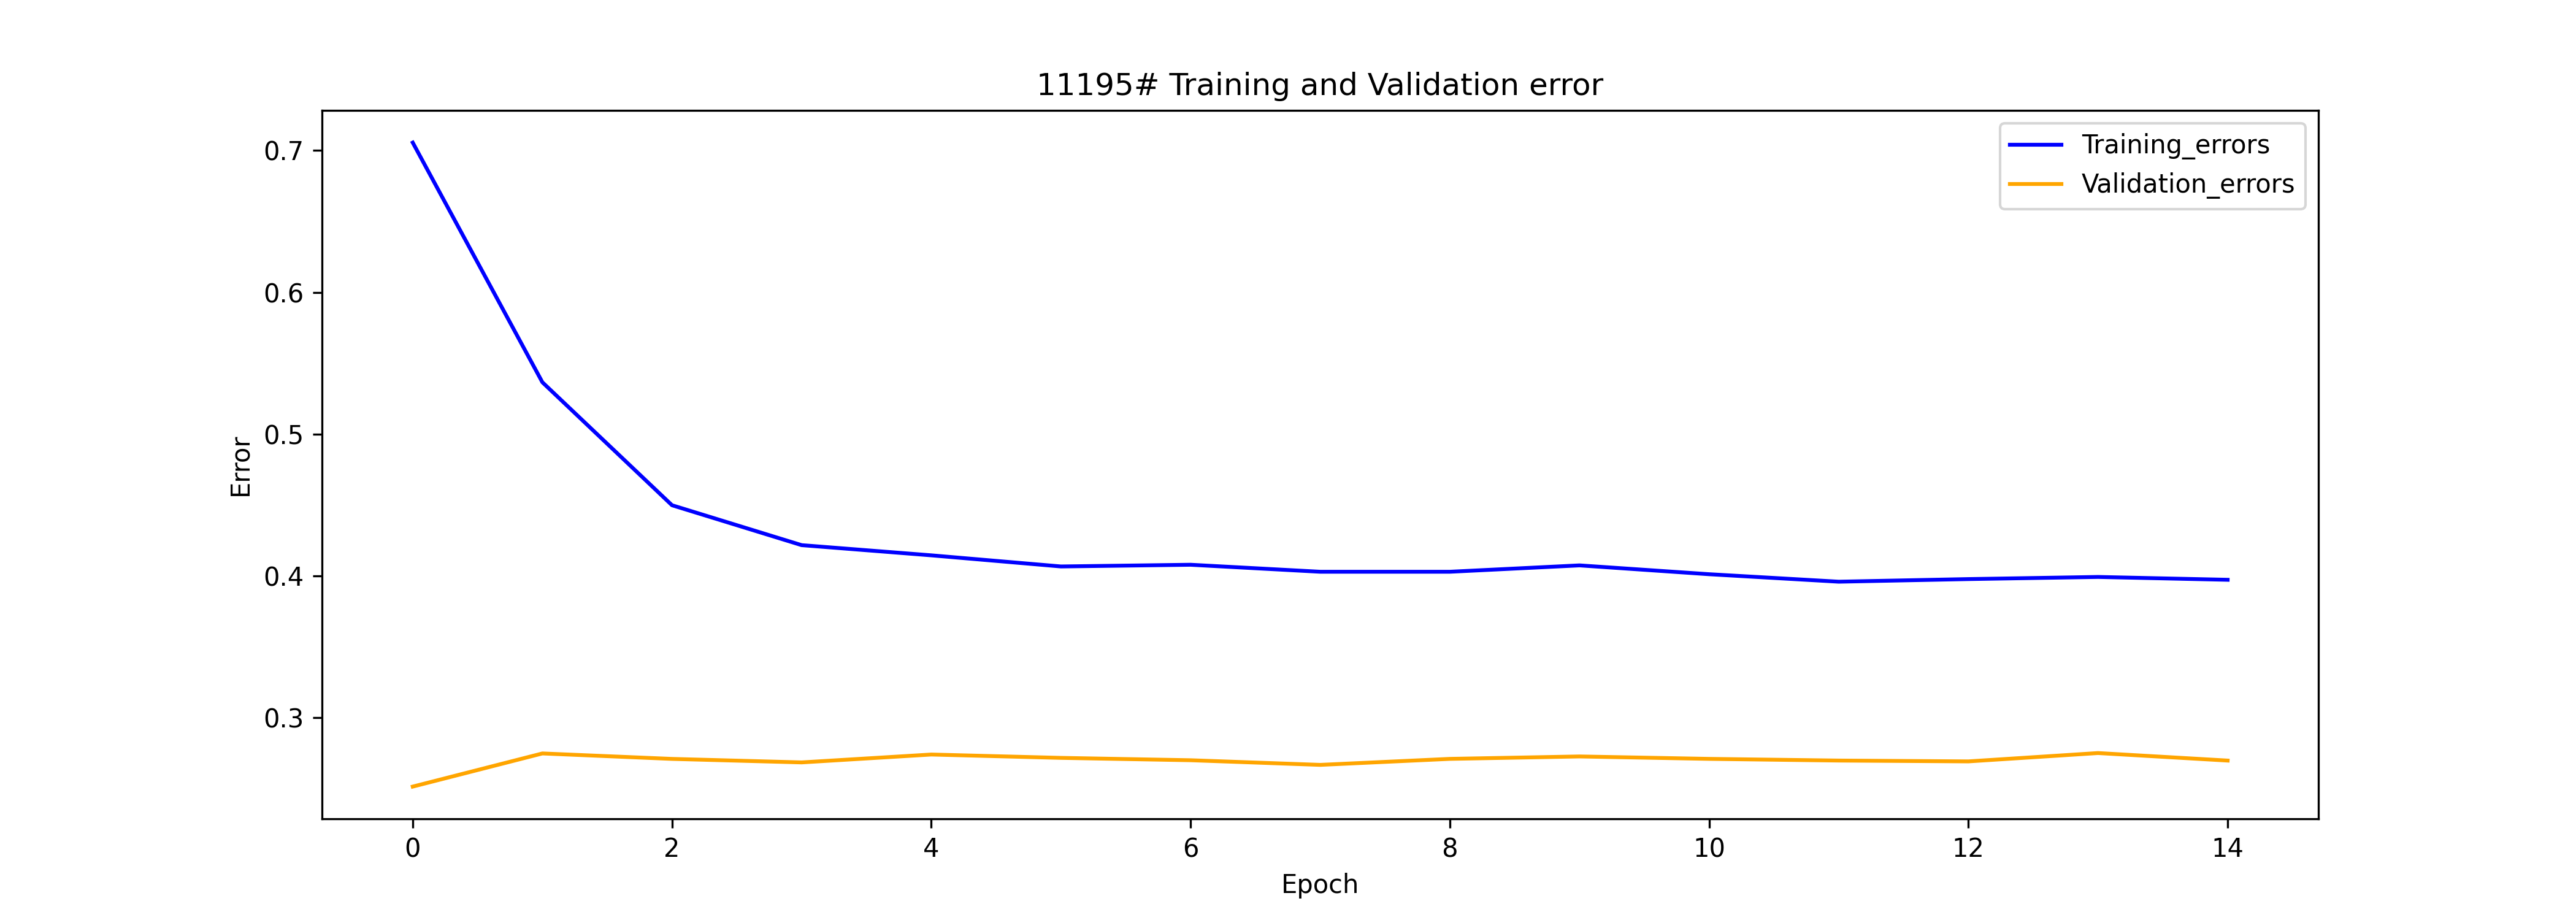 11195# Training and Validation error
Training_errors
Validation_errors
0.7
0.6
0.5
0.4
0.3
Error
0
2
4
6
8
10
12
14
Epoch